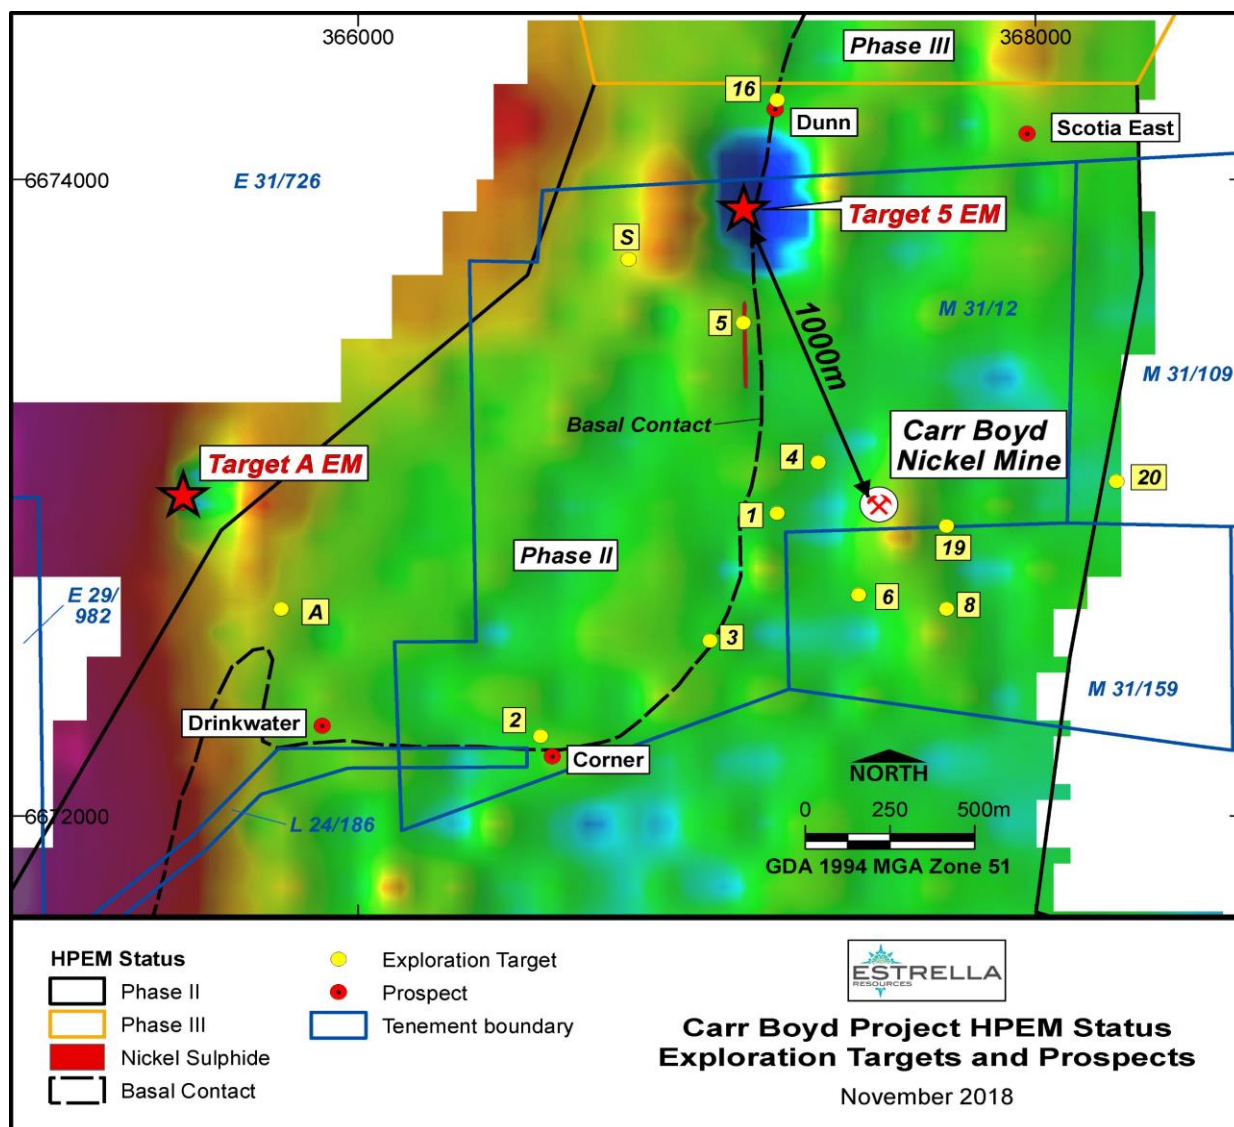 366000
368000
Phase III
16
Dunn
Scotia East
6674000
E 31/726
Target 5 EM
S
M 31/12
5
1000m
M 31/109
Basal Contact
Carr Boyd
Nickel Mine
Target A EM
4
20
1
19
Phase II
E 29/
982
A
6
8
3
M 31/159
Drinkwater
2
Corner
NORTH
6672000
L 24/186
0 250 500m
GDA 1994 MGA Zone 51
HPEM Status
Phase II
Phase III
Nickel Sulphide
Basal Contact
Exploration Target
Prospect
Tenement boundary
ESTRELLA
RESOURCES
Carr Boyd Project HPEM Status
Exploration Targets and Prospects
November 2018